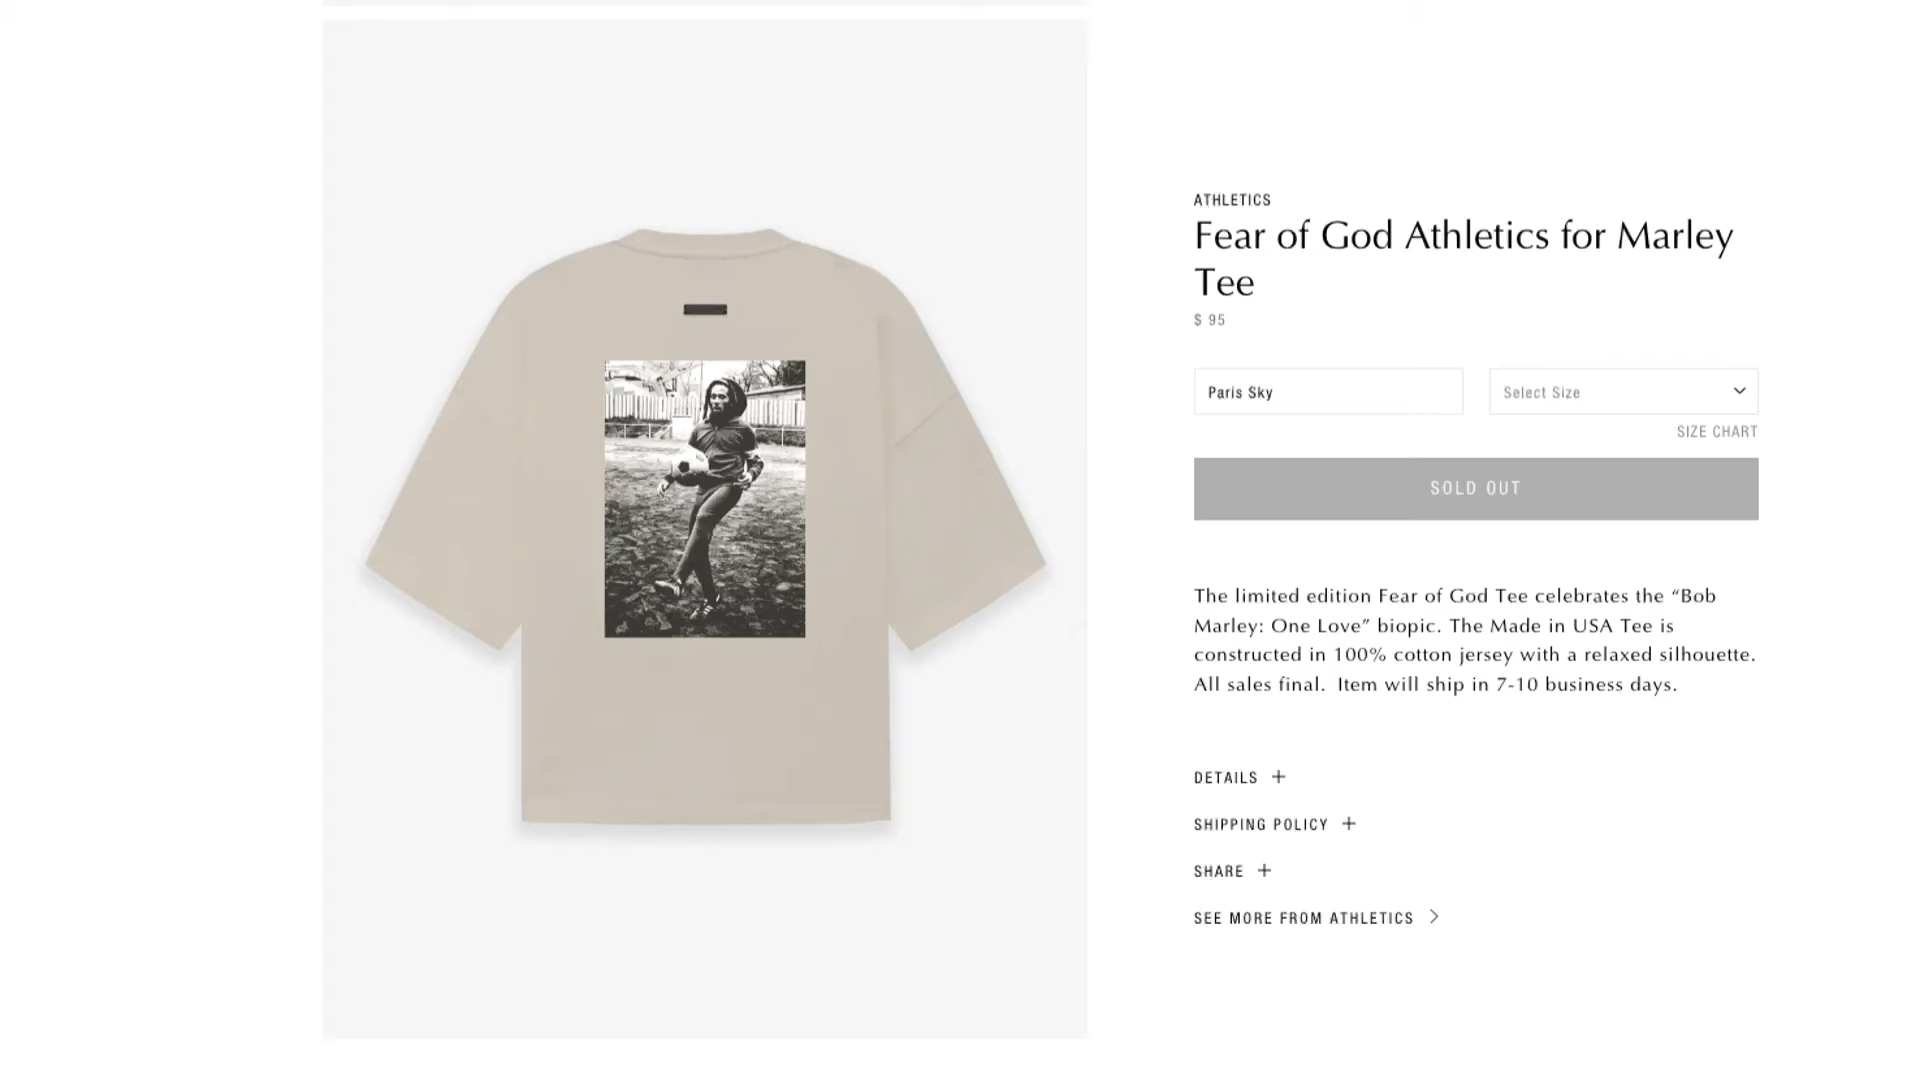 ATHLETICS
Fear of God Athletics for Marley
Tee
$ 95
Paris Sky
Select Size
SIZE CHART
SOLD OUT
The limited edition Fear of God Tee celebrates the “Bob
Marley: One Love” biopic. The Made in USA Tee is
constructed in 100% cotton jersey with a relaxed silhouette.
All sales final.  Item will ship in 7-10 business days.
DETAILS +
SHIPPING POLICY +
SHARE +
SEE MORE FROM ATHLETICS >